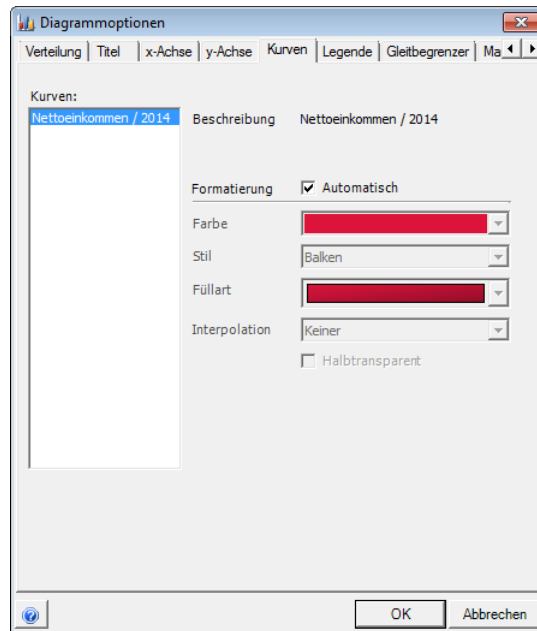 Diagrammoptionen
Verteilung Titel x-Achse y-Achse Kurven Legende Gleitbegrenzer Ma
Kurven:
Nettoeinkommen / 2014
Beschreibung Nettoeinkommen / 2014
Formatierung Automatisch
Farbe
Stil Balken
Füllart
Interpolation Keiner
Halbtransparent
OK Abbrechen